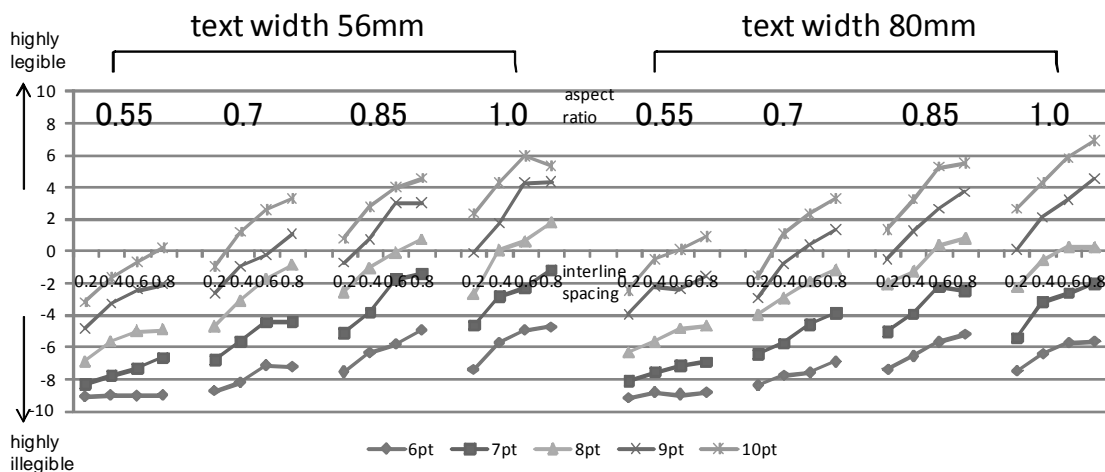 text width 56mm text width 80mm
highly
legible
10
8
6
4
2
0
-2
-4
-6
-8
-10
0.55 0.7 0.85 1.0 aspect ratio 0.55 0.7 0.85 1.0
0.20.40.60.8 0.20.40.60.8 0.20.40.60.8 0.20.40.60.8 interline spacing 0.20.40.60.8 0.20.40.60.8 0.20.40.60.8 0.20.40.60.8
highly
illegible
6pt 7pt 8pt 9pt 10pt